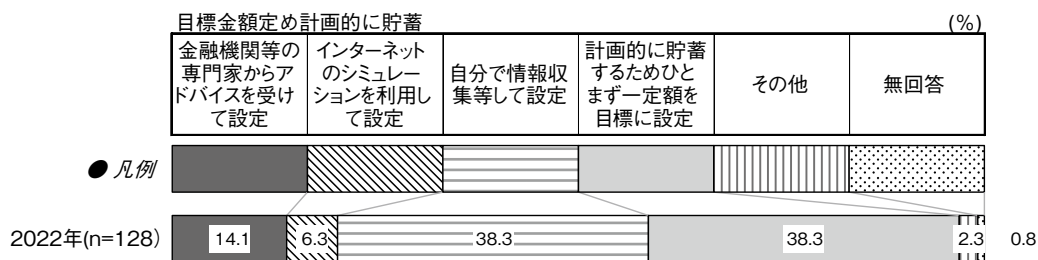 目標金額定め計画的に貯蓄
(%)
金融機関等の
専門家からア
ドバイスを受け
て設定
インターネット
のシミュレー
ションを利用し
て設定
自分で情報収
集等して設定
計画的に貯蓄
するためひと
まず一定額を
目標に設定
その他
無回答
● 凡例
2022年(n=128)
14.1
6.3
38.3
38.3
2.3
0.8